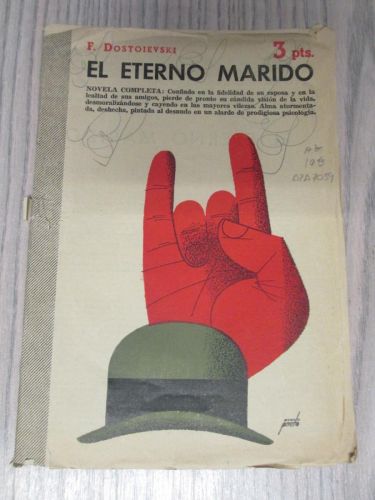 F. DOSTOIEVSKI
3 pts.
EL ETERNO MARIDO
NOVELA COMPLETA: Confiado en la fidelidad de su esposa y en la
lealtad de sus amigos, pierde de pronto su cándida visión de la vida,
desmoralizándose y cayendo en las mayores vilezas. Alma atormenta-
da, deshecha, pintada al desnudo en un alarde de prodigiosa psicología.